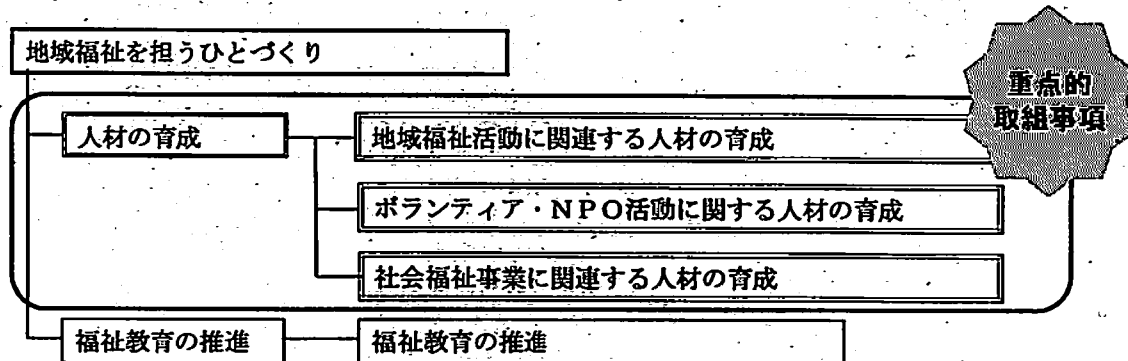 地域福祉を担うひとづくり
重点的
取組事項
人材の育成
地域福祉活動に関連する人材の育成
ボランティア・NPO活動に関する人材の育成
社会福祉事業に関連する人材の育成
福祉教育の推進
福祉教育の推進